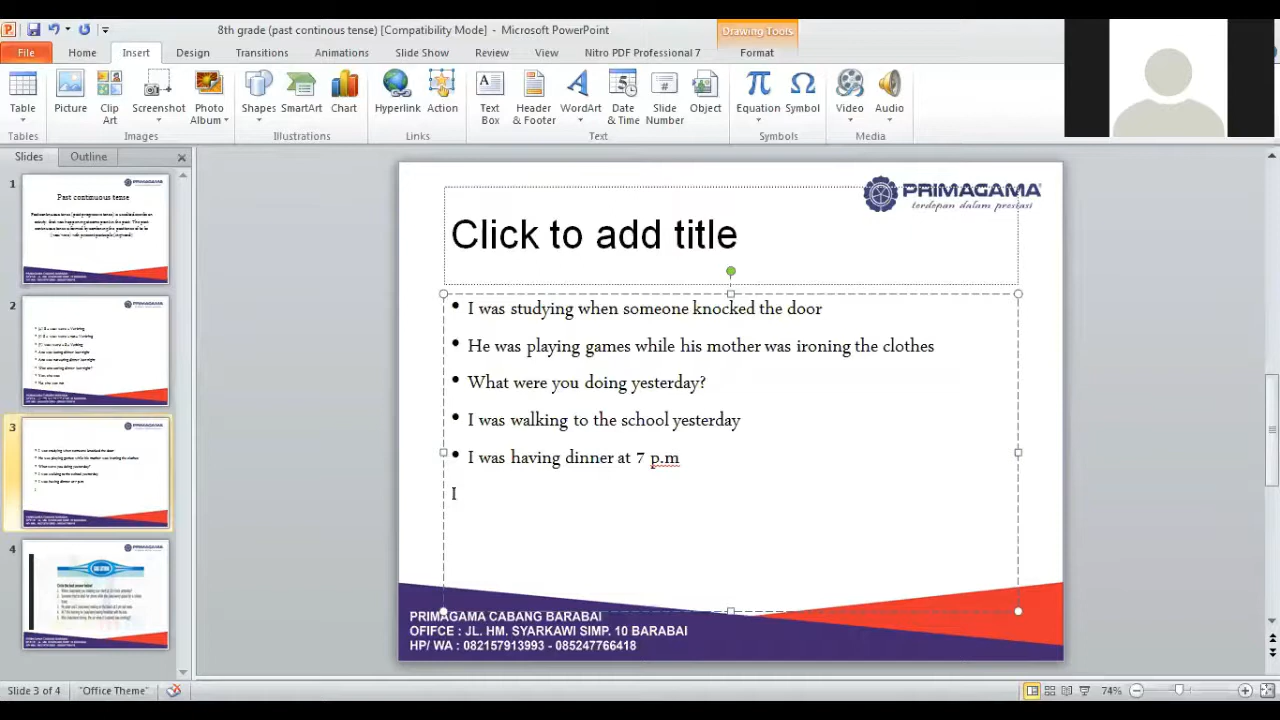 8th grade (past continous tense) [Compatibility Mode] - Microsoft PowerPoint
Drawing Tools
File Home Insert Design Transitions Animations Slide Show Review View Nitro PDF Professional 7 Format
Table Picture Clip Art Screenshot Photo Album Shapes SmartArt Chart Hyperlink Action Text Box Header & Footer WordArt Date & Time Slide Number Object Equation Symbol Video Audio
Tables Images Illustrations Links Text Symbols Media
Slides Outline
1
Past continuous tense
2
3
4
PRIMAGAMA
terdepan dalam prestasi
Click to add title
• I was studying when someone knocked the door
• He was playing games while his mother was ironing the clothes
• What were you doing yesterday?
• I was walking to the school yesterday
• I was having dinner at 7 p.m
PRIMAGAMA CABANG BARABAI
OFIFCE : JL. HM. SYARKAWI SIMP. 10 BARABAI
HP/ WA : 082157913993 - 085247766418
Slide 3 of 4 "Office Theme" 74%